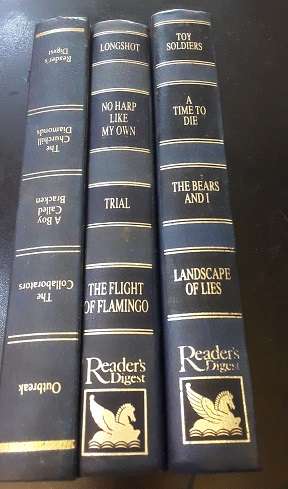 Outbreak
The
Collaborators
A Boy
Called
Bracken
The
Churchill
Diamonds
Reader's
Digest
LONGSHOT
NO HARP
LIKE
MY OWN
TRIAL
THE FLIGHT
OF FLAMINGO
Reader's
Digest
TOY
SOLDIERS
A
TIME TO
DIE
THE BEARS
AND I
LANDSCAPE
OF LIES
Reader's
Digest